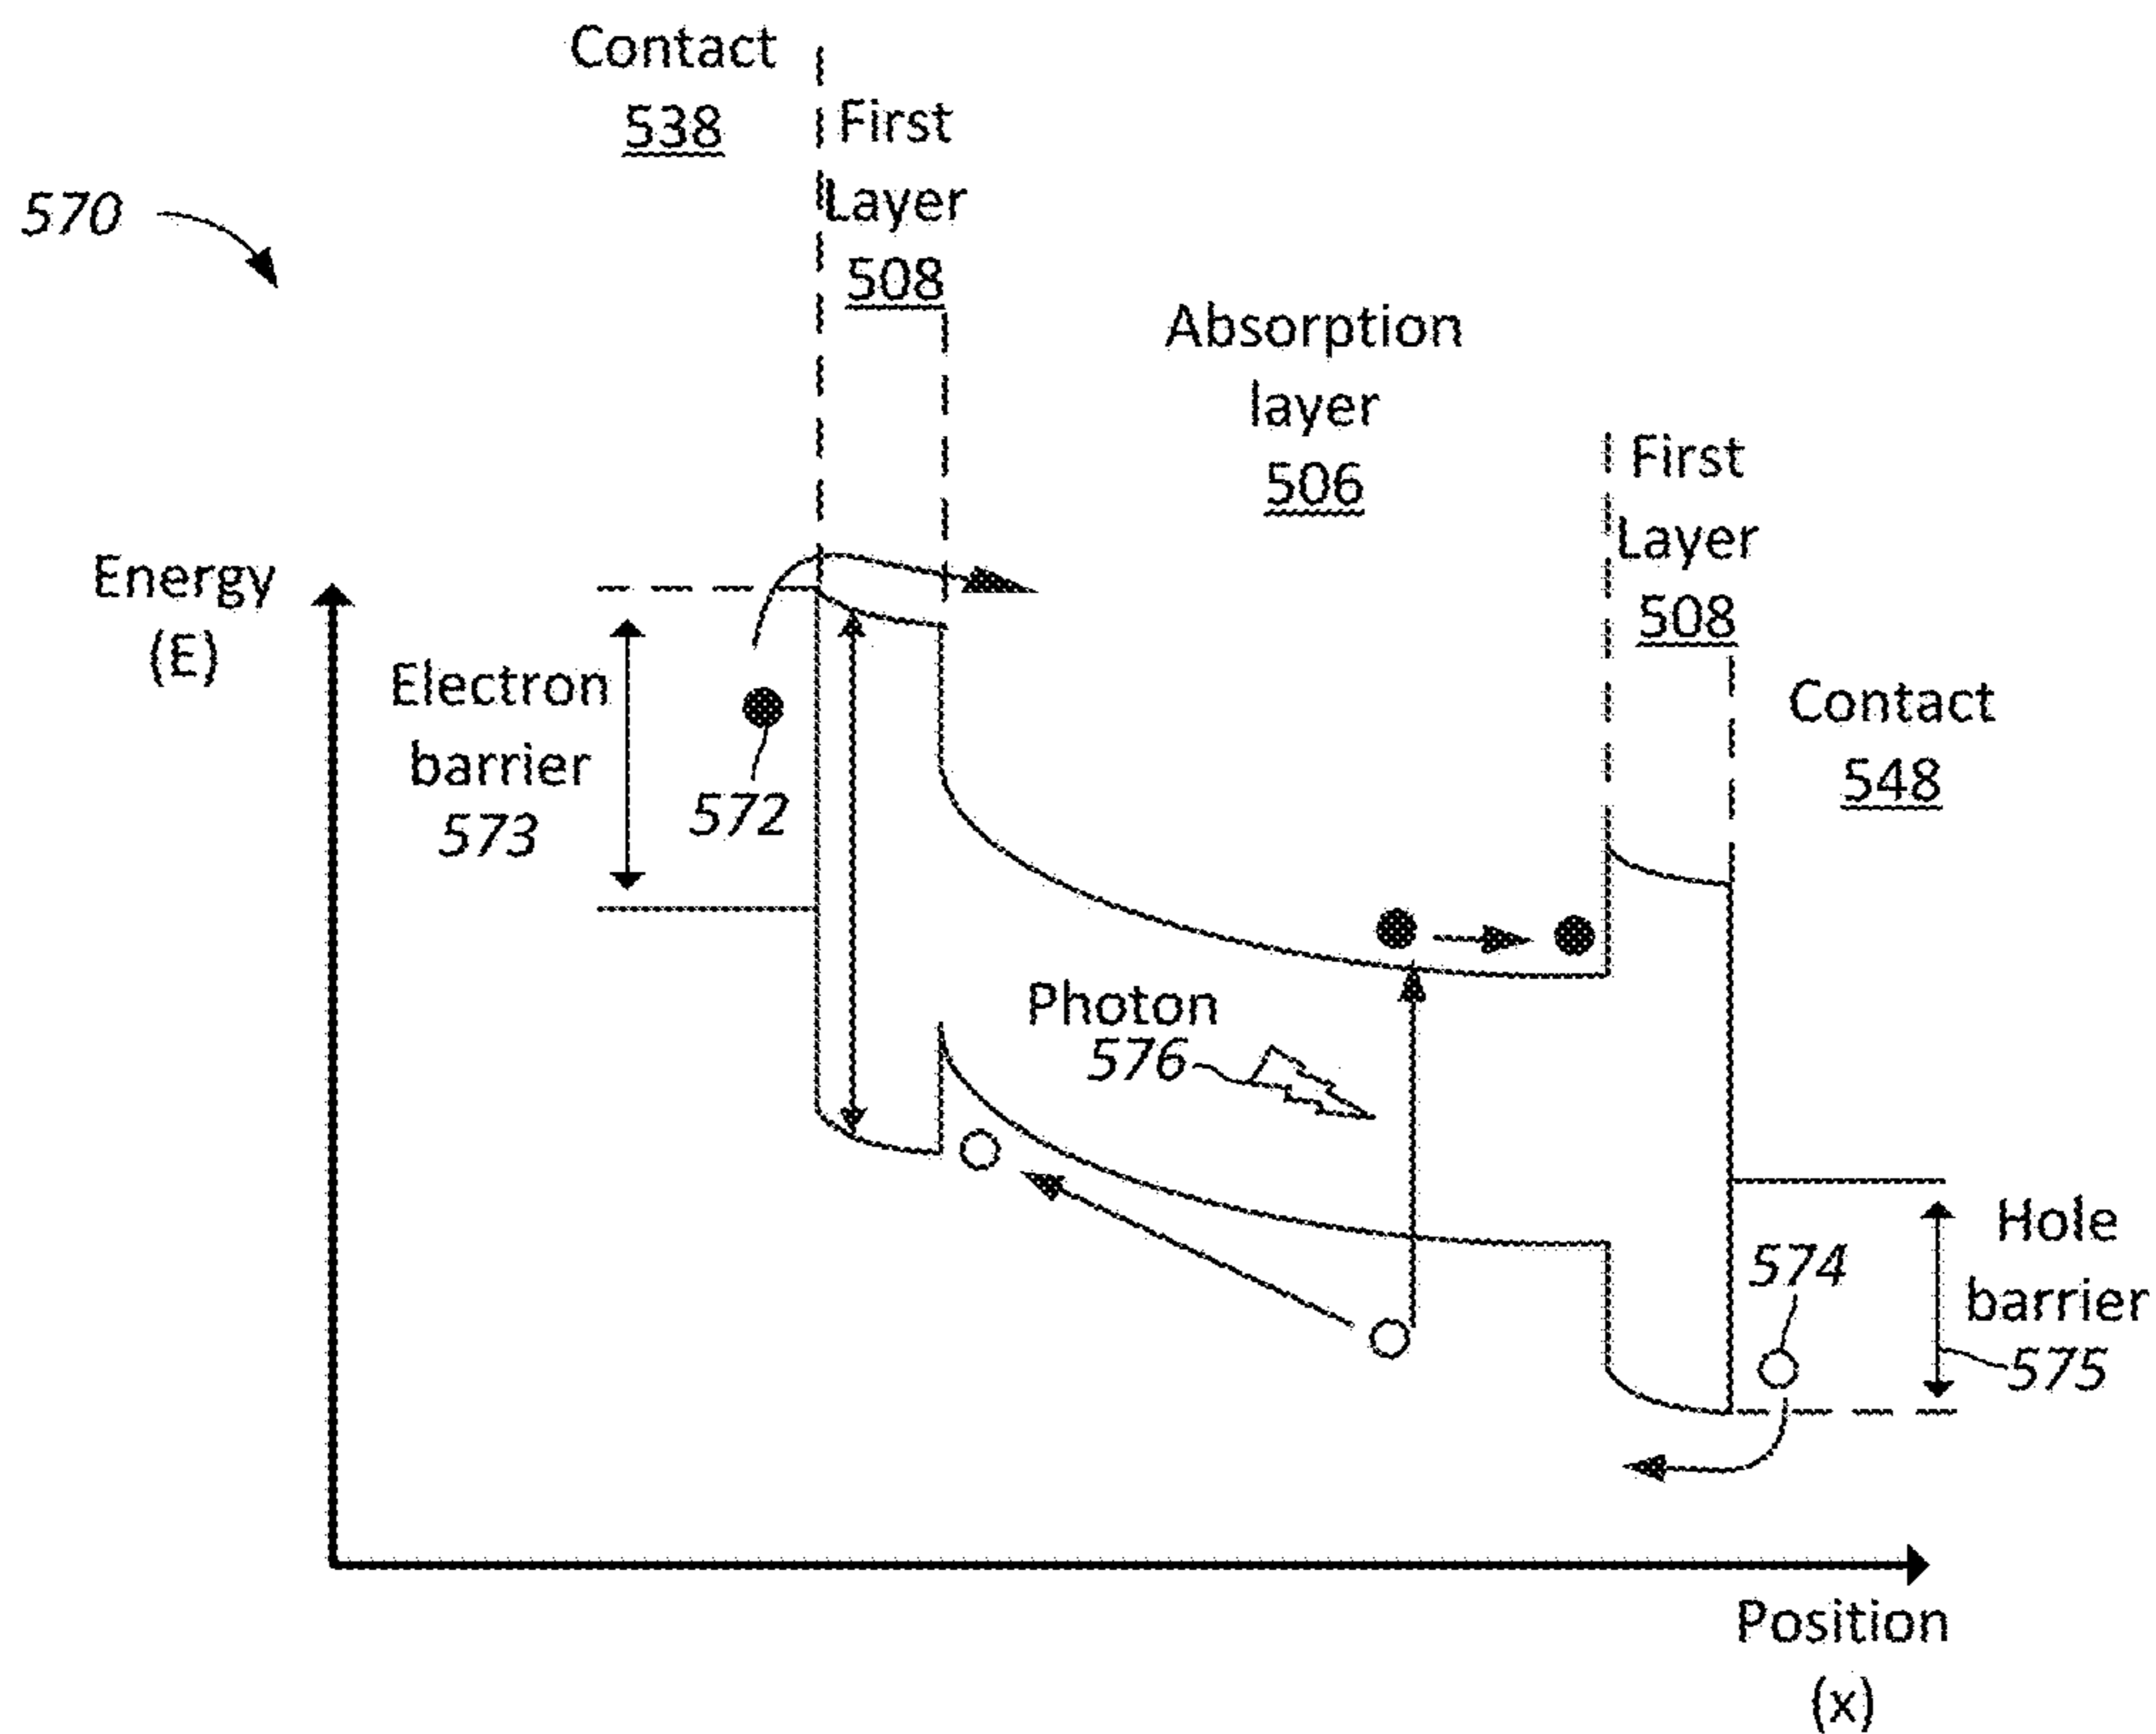 Contact
538
First
Layer
508
570
Absorption
layer
506
First
Layer
508
Contact
548
Energy
(E)
Electron
barrier
573
572
Photon
576
Hole
barrier
575
574
Position
(x)